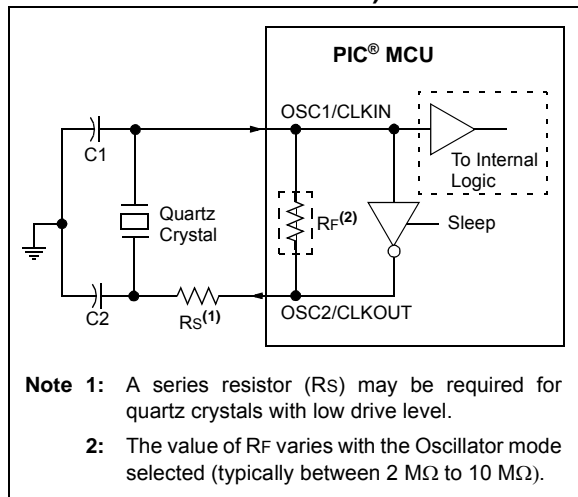 PIC® MCU
OSC1/CLKIN
C1
To Internal
Logic
Quartz
Crystal
RF(2)
Sleep
C2
RS(1)
OSC2/CLKOUT
Note 1: A series resistor (RS) may be required for
quartz crystals with low drive level.
2: The value of RF varies with the Oscillator mode
selected (typically between 2 MΩ to 10 MΩ).